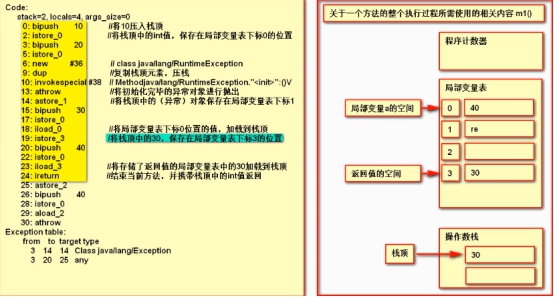 Code:
stack=2, locals=4, args_size=0
0: bipush 10 //将10压入栈顶
2: istore_0 //将栈顶中的int值，保存在局部变量表下标0的位置
3: bipush 20
5: istore_0
6: new #36 // class java/lang/RuntimeException
9: dup //复制栈顶元素，压栈
10: invokespecial #38 // Methodjava/lang/RuntimeException."<init>":()V
13: athrow //将初始化完毕的异常对象进行抛出
14: astore_1 //将栈顶中的（异常）对象保存在局部变量表下标1
15: bipush 30
17: istore_0
18: iload_0 //将局部变量表下标0位置的值，加载到栈顶
19: istore_3 //将栈顶中的30，保存在局部变量表下标3的位置
20: bipush 40
22: istore_0
23: iload_3 //将存储了返回值的局部变量表中的30加载到栈顶
24: ireturn //结束当前方法，并携带栈顶中的int值返回
25: astore_2
26: bipush 40
28: istore_0
29: aload_2
30: athrow
Exception table:
from to target type
3 14 14 Class java/lang/Exception
3 20 25 any
关于一个方法的整个执行过程所需使用的相关内容 m1()
程序计数器
局部变量表
局部变量a的空间
0 40
1 re
2
返回值的空间
3 30
操作数栈
栈顶
30